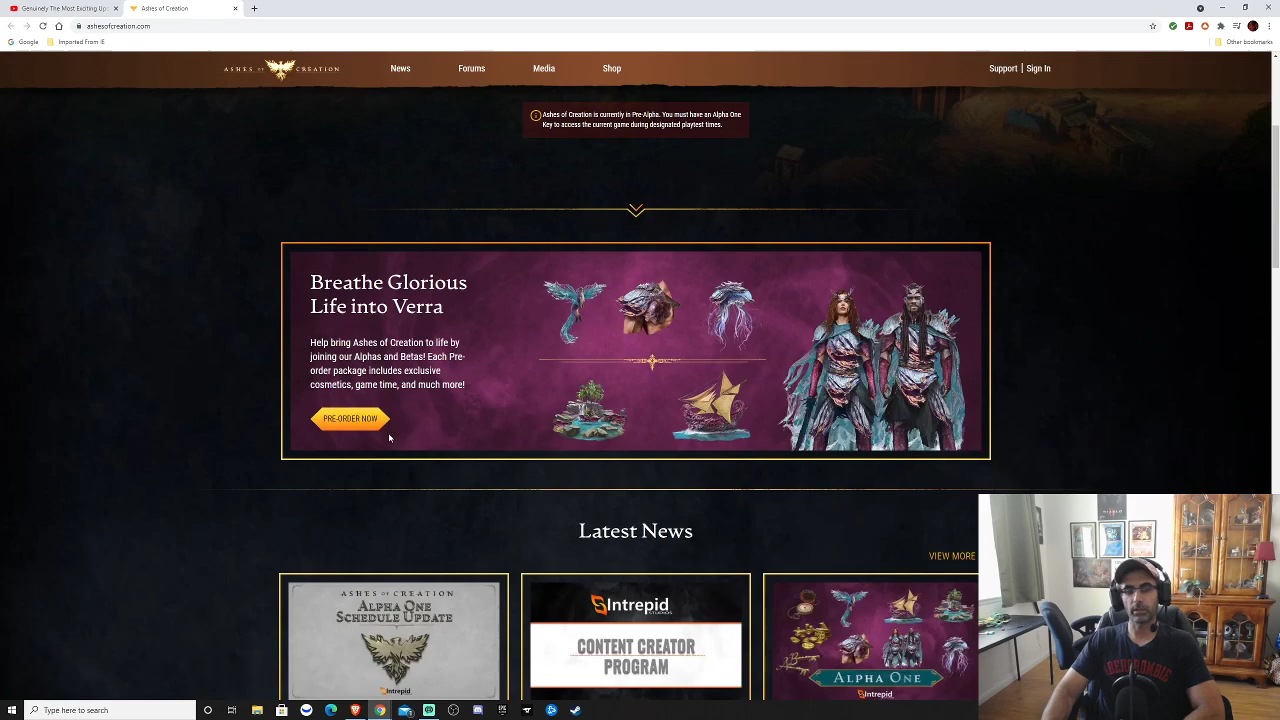 Genuinely The Most Exciting Up
Ashes of Creation
ashesofcreation.com
Google
Imported From IE
Other bookmarks
ASHES OF CREATION
News
Forums
Media
Shop
Support | Sign In
Ashes of Creation is currently in Pre-Alpha. You must have an Alpha One
Key to access the current game during designated playtest times.
Breathe Glorious
Life into Verra
Help bring Ashes of Creation to life by
joining our Alphas and Betas! Each Pre-
order package includes exclusive
cosmetics, game time, and much more!
PRE-ORDER NOW
Latest News
VIEW MORE
ASHES OF CREATION
ALPHA ONE
SCHEDULE UPDATE
Intrepid
Intrepid
STUDIOS
CONTENT CREATOR
PROGRAM
ALPHA ONE
Intrepid
DIABLO
ABERCROMBIE
Type here to search